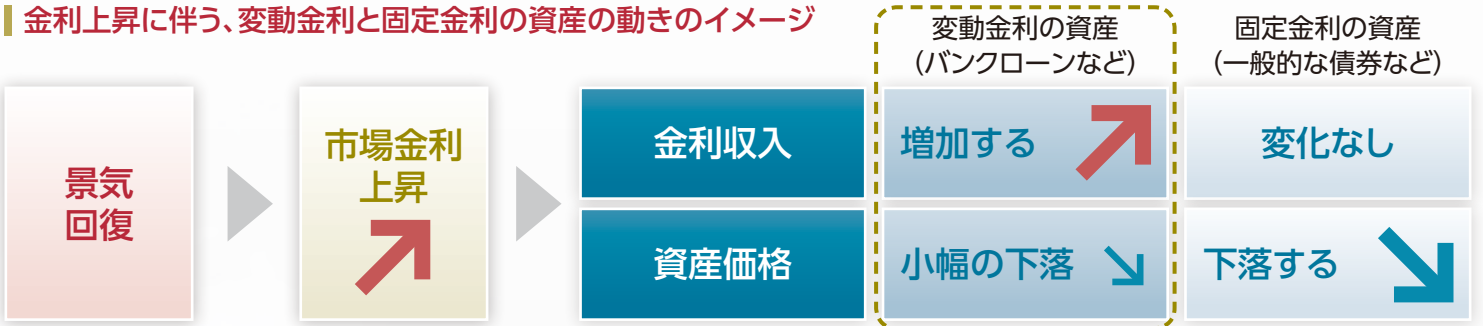 金利上昇に伴う、変動金利と固定金利の資産の動きのイメージ
変動金利の資産
（バンクローンなど）
固定金利の資産
（一般的な債券など）
景気
回復
市場金利
上昇
金利収入
増加する
変化なし
資産価格
小幅の下落
下落する